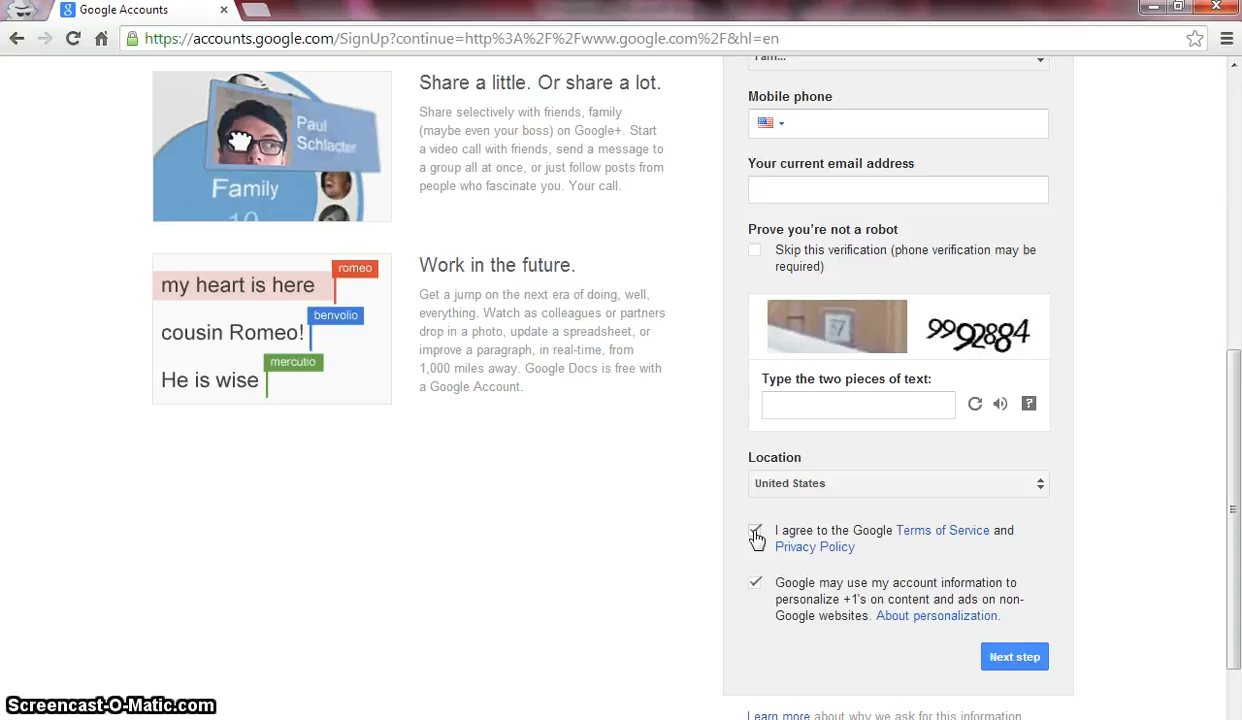 Google Accounts
https://accounts.google.com/SignUp?continue=http%3A%2F%2Fwww.google.com%2F&hl=en
Share a little. Or share a lot.
Share selectively with friends, family
(maybe even your boss) on Google+. Start
a video call with friends, send a message to
a group all at once, or just follow posts from
people who fascinate you. Your call.
Paul
Schlacter
Family
10
Work in the future.
Get a jump on the next era of doing, well,
everything. Watch as colleagues or partners
drop in a photo, update a spreadsheet, or
improve a paragraph, in real-time, from
1,000 miles away. Google Docs is free with
a Google Account.
romeo
my heart is here
benvolio
cousin Romeo!
mercutio
He is wise
I am...
Mobile phone
Your current email address
Prove you're not a robot
Skip this verification (phone verification may be
required)
37
9992884
Type the two pieces of text:
?
Location
United States
I agree to the Google Terms of Service and
Privacy Policy
Google may use my account information to
personalize +1's on content and ads on non-
Google websites. About personalization.
Next step
Learn more about why we ask for this information
Screencast-O-Matic.com